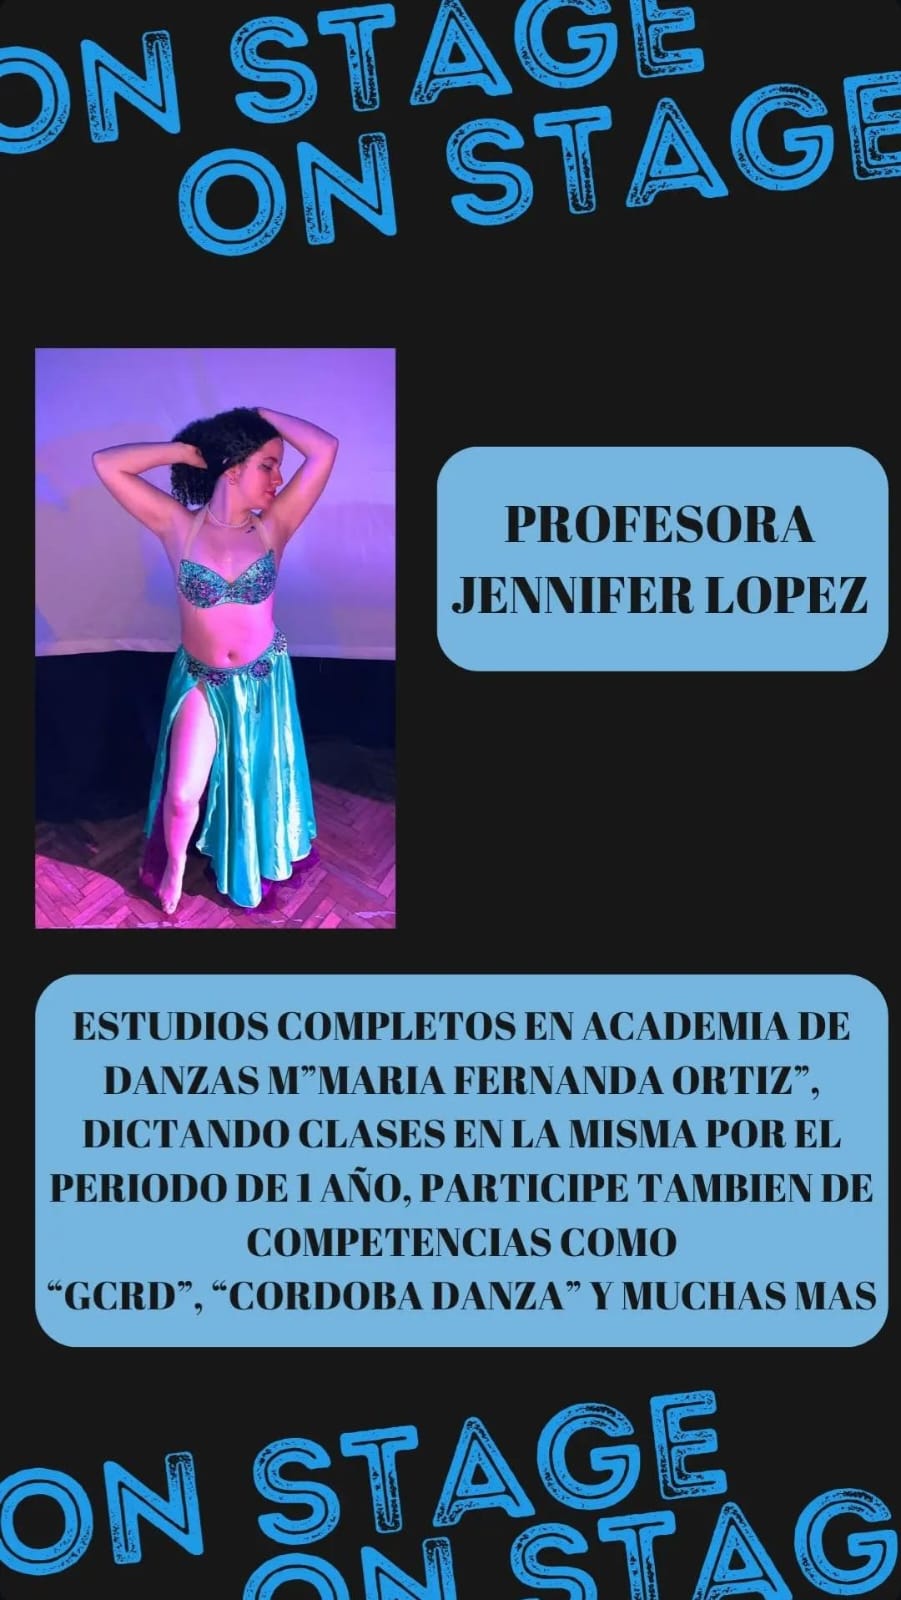 ON STAGE
ON STAGE
PROFESORA
JENNIFER LOPEZ
ESTUDIOS COMPLETOS EN ACADEMIA DE
DANZAS M”MARIA FERNANDA ORTIZ”,
DICTANDO CLASES EN LA MISMA POR EL
PERIODO DE 1 AÑO, PARTICIPE TAMBIEN DE
COMPETENCIAS COMO
“GCRD”, “CORDOBA DANZA” Y MUCHAS MAS
ON STAGE
ON STAG